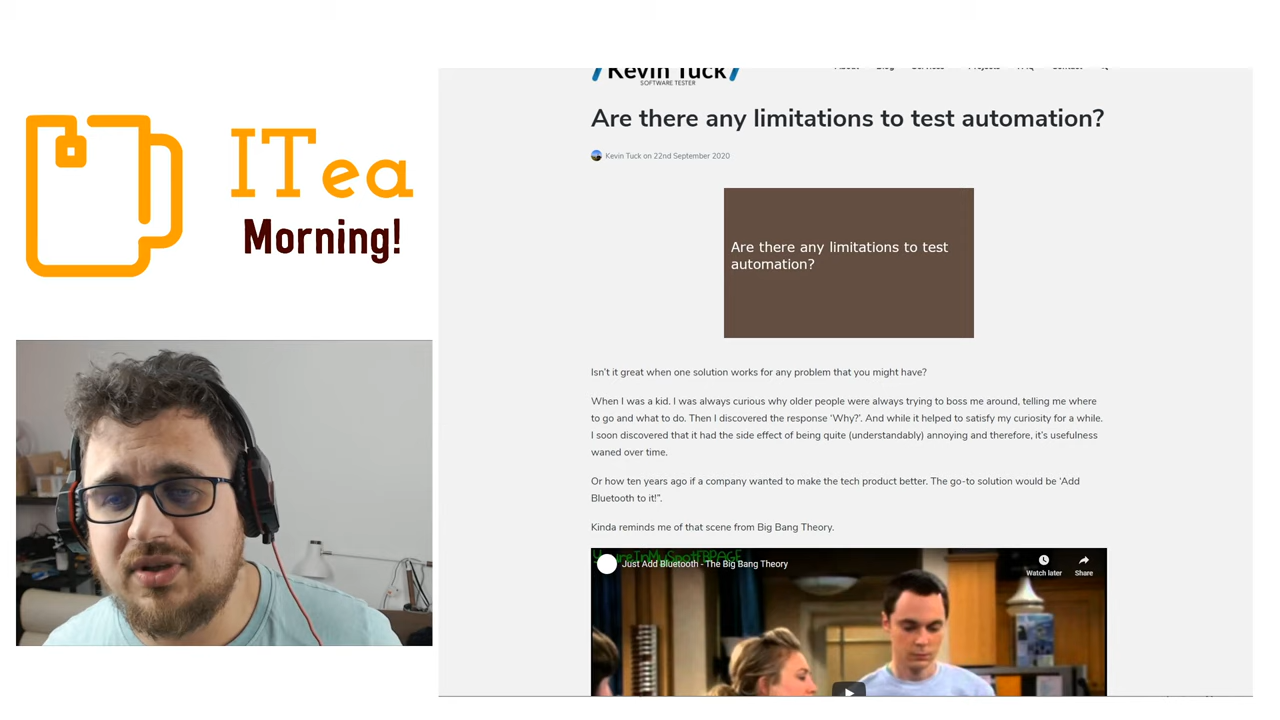 ITea
Morning!
Kevin Tuck
SOFTWARE TESTER
About Blog Services Projects FAQ Contact
Are there any limitations to test automation?
Kevin Tuck on 22nd September 2020
Are there any limitations to test
automation?
Isn't it great when one solution works for any problem that you might have?
When I was a kid. I was always curious why older people were always trying to boss me around, telling me where
to go and what to do. Then I discovered the response ‘Why?’. And while it helped to satisfy my curiosity for a while.
I soon discovered that it had the side effect of being quite (understandably) annoying and therefore, it's usefulness
waned over time.
Or how ten years ago if a company wanted to make the tech product better. The go-to solution would be ‘Add
Bluetooth to it!”.
Kinda reminds me of that scene from Big Bang Theory.
YoureInMySpotFBPAGE
Just Add Bluetooth - The Big Bang Theory
Watch later
Share